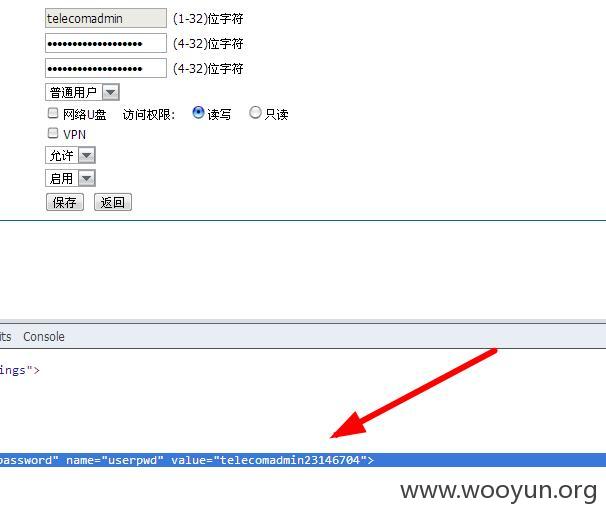 telecomadmin (1-32)位字符
••••••••••••••••••• (4-32)位字符
••••••••••••••••••• (4-32)位字符
普通用户
网络U盘 访问权限: 读写 只读
VPN
允许
启用
保存 返回
its Console
ings">
password" name="userpwd" value="telecomadmin23146704">
www.wooyun.org